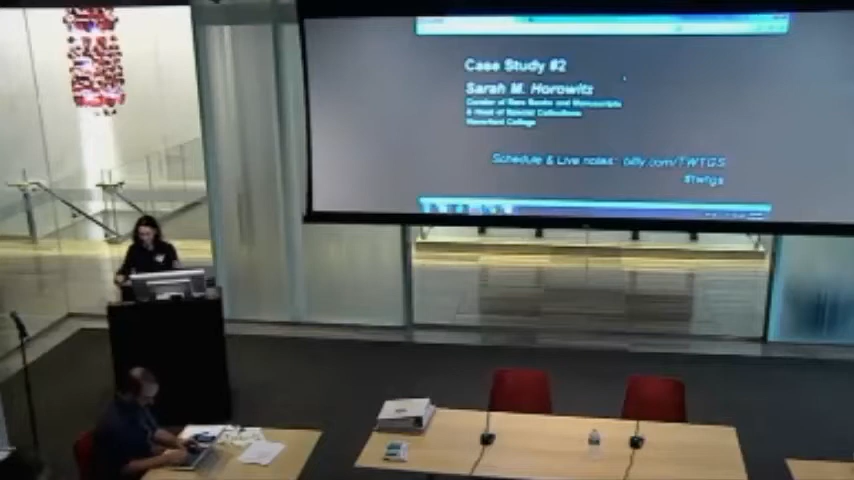 Case Study #2
Sarah M. Horowitz
Curator of Rare Books and Manuscripts
& Head of Special Collections
Haverford College
Schedule & Live notes: bitly.com/TWTGS
#twtgs